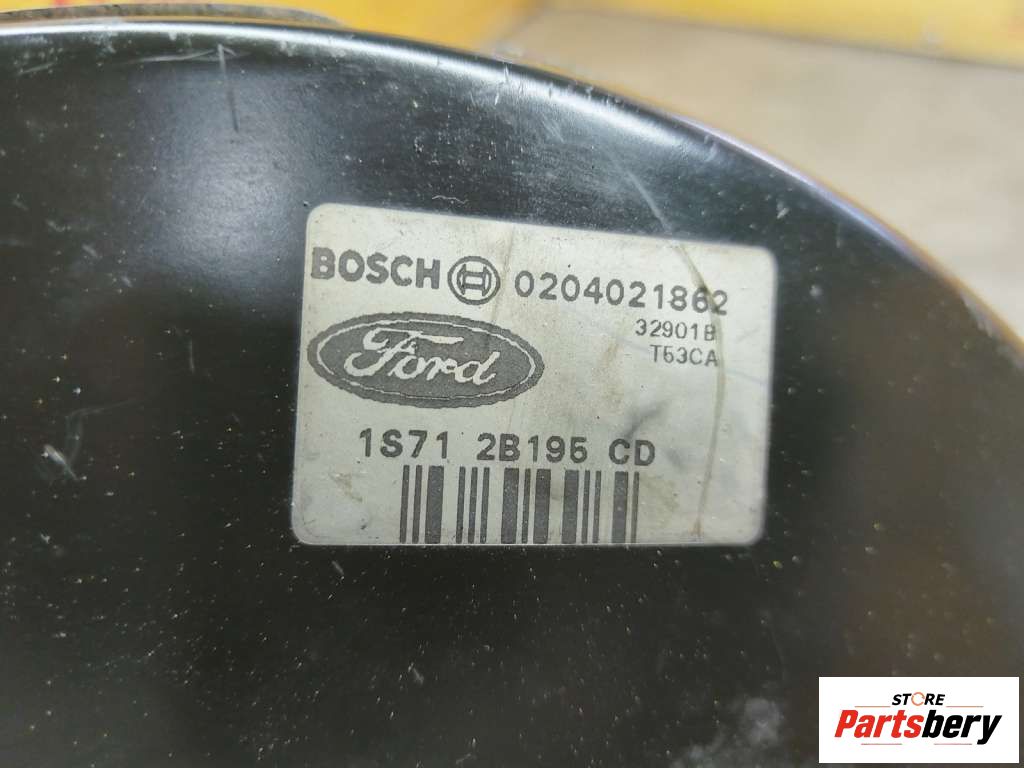 BOSCH 0204021862
32901B
T53CA
Ford
1S71 2B195 CD
STORE
Partsbery